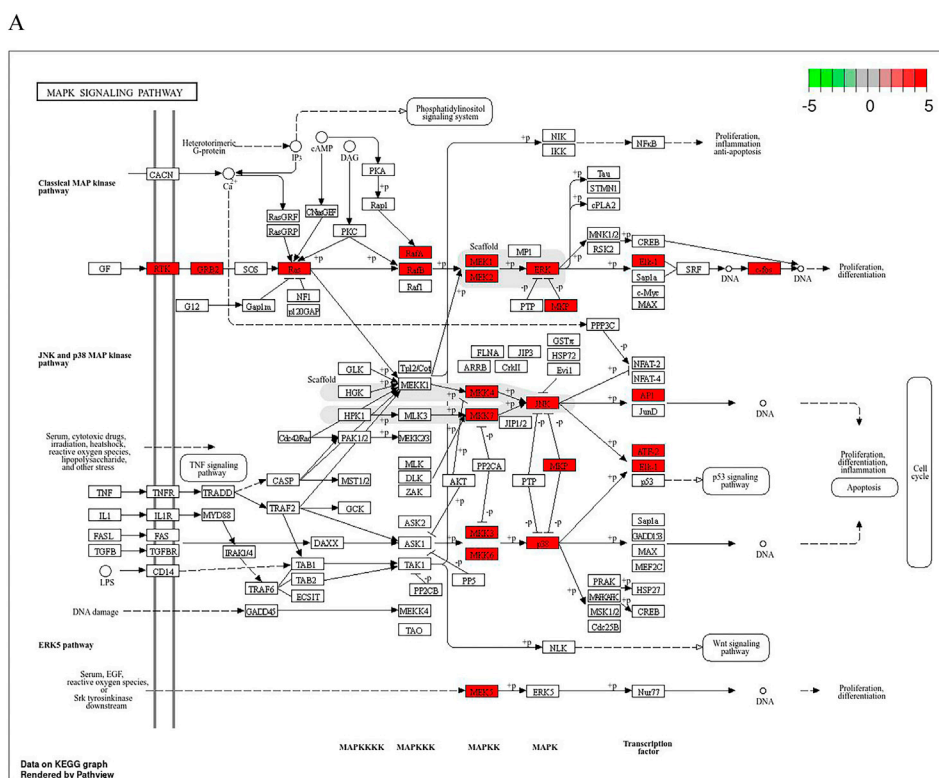 A
MAPK SIGNALING PATHWAY
-5 0 5
Phosphatidylinositol
signaling system
Heterotrimeric
G-protein
IP3
cAMP
DAG
NIK
IKK
+p
NFκB
Proliferation,
inflammation
anti-apoptosis
CACN
Ca2+
PKA
+p
Rap1
Classical MAP kinase
pathway
RasGRF
RasGRP
CNasGEF
PKC
Tau
STMN1
cPLA2
+p
MNK1/2
RSK2
CREB
Scaffold
MP1
RafA
MEK1
GF
RTK
GRB2
SOS
Ras
+p
RafB
+p
MEK2
+p
ERK
+p
Elk-1
Sap1a
SRF
DNA
c-fos
DNA
Proliferation,
differentiation
Raf1
c-Myc
MAX
G12
Gap1m
NF1
p120GAP
-p
PTP
MKP
-p
PPP3C
-p
JNK and p38 MAP kinase
pathway
GLK
HGK
Scaffold
Tpl2/Cot
MEKK1
FLNA
JIP3
ARRB
CrkII
GSTπ
HSP72
Evi1
NFAT-2
NFAT-4
MKK4
JNK
AP1
JunD
DNA
HPK1
MLK3
MKK7
JIP1/2
Cdc42/Rac
PAK1/2
MEKK2/3
Serum, cytotoxic drugs,
irradiation, heatshock,
reactive oxygen species,
lipopolysaccharide,
and other stress
TNF signaling
pathway
MLK
DLK
ZAK
AKT
PP2CA
PTP
MKP
ATF-2
Elk-1
p53
p53 signaling
pathway
Proliferation,
differentiation,
inflammation
Apoptosis
Cell
cycle
CASP
MST1/2
TNF
TNFR
TRADD
TRAF2
GCK
IL1
IL1R
MYD88
ASK2
FASL
FAS
DAXX
ASK1
MKK3
MKK6
p38
Sap1a
GADD153
MAX
MEF2C
DNA
TGFB
TGFBR
IRAK1/4
TAB1
TAK1
LPS
CD14
TRAF6
TAB2
ECSIT
PP2CB
PP5
PRAK
MAPKAPK
MSK1/2
Cdc25B
HSP27
CREB
DNA damage
GADD45
MEKK4
TAO
ERK5 pathway
NLK
Wnt signaling
pathway
Serum, EGF,
reactive oxygen species,
or
Srk tyrosinkinase
downstream
MEK5
+p
ERK5
+p
Nur77
DNA
Proliferation,
differentiation
MAPKKKK MAPKKK MAPKK MAPK Transcription
factor
Data on KEGG graph
Rendered by Pathview